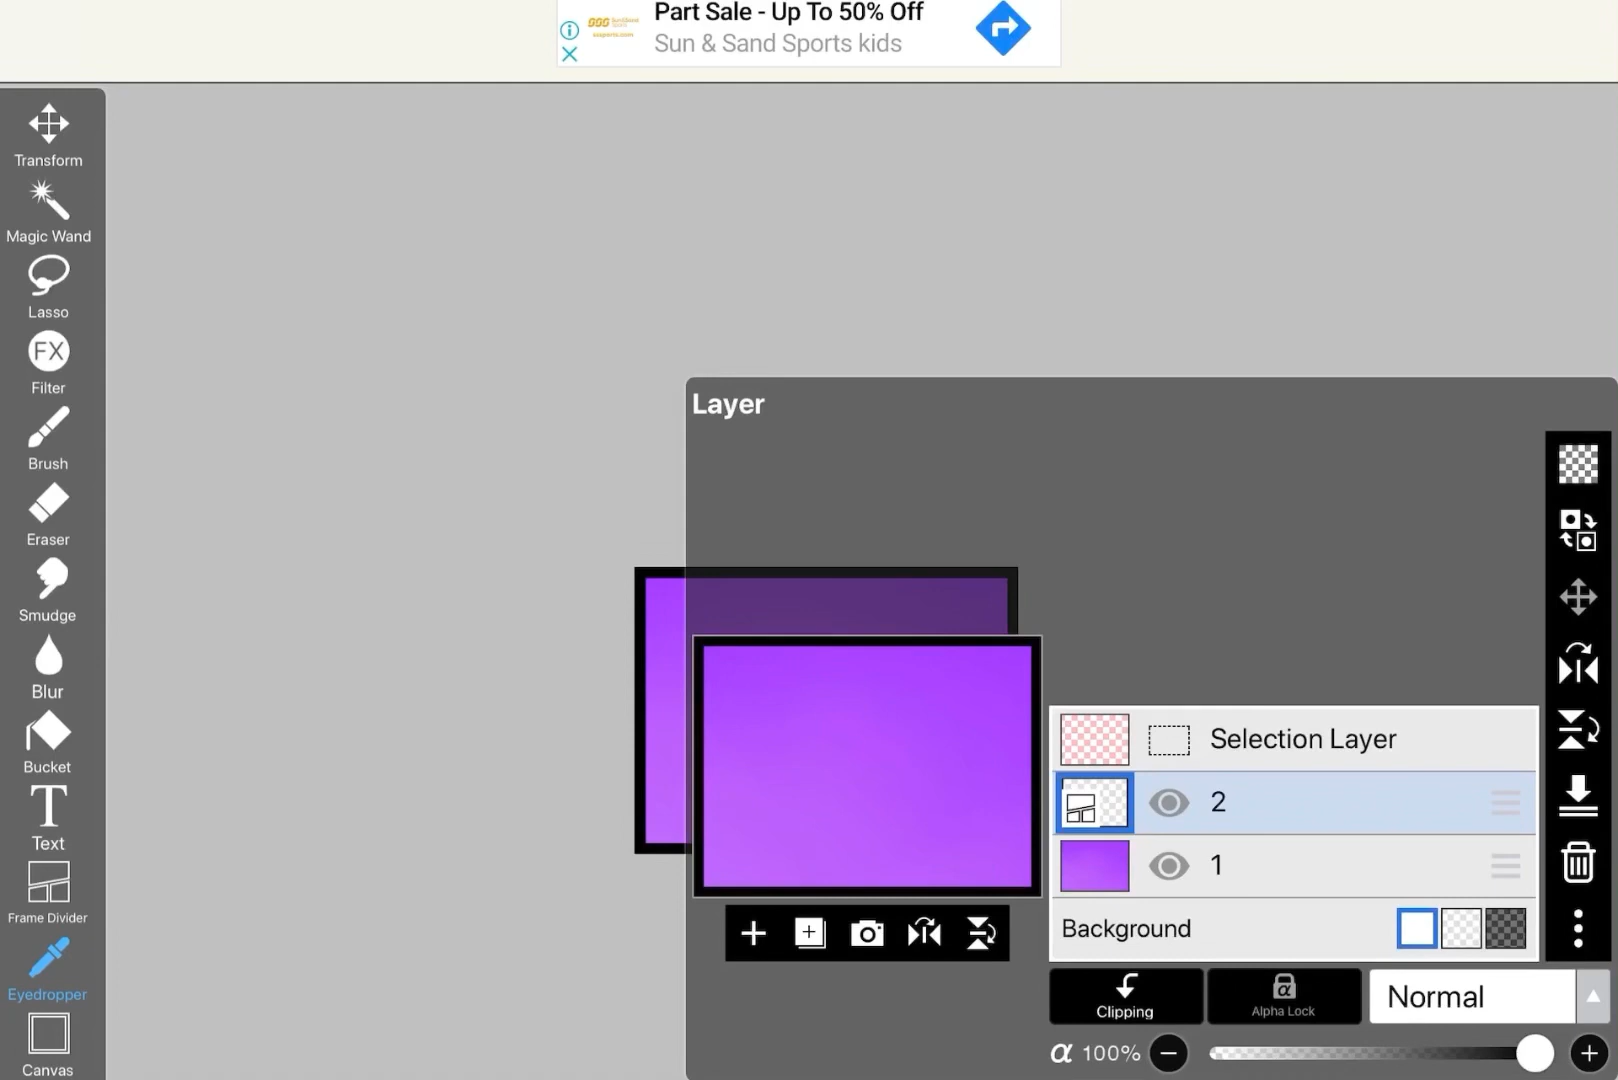 Part Sale - Up To 50% Off
Sun & Sand Sports kids
Transform
Magic Wand
Lasso
FX
Filter
Brush
Eraser
Smudge
Blur
Bucket
T
Text
Frame Divider
Eyedropper
Canvas
Layer
Selection Layer
2
1
Background
Clipping
α
Alpha Lock
Normal
α 100%